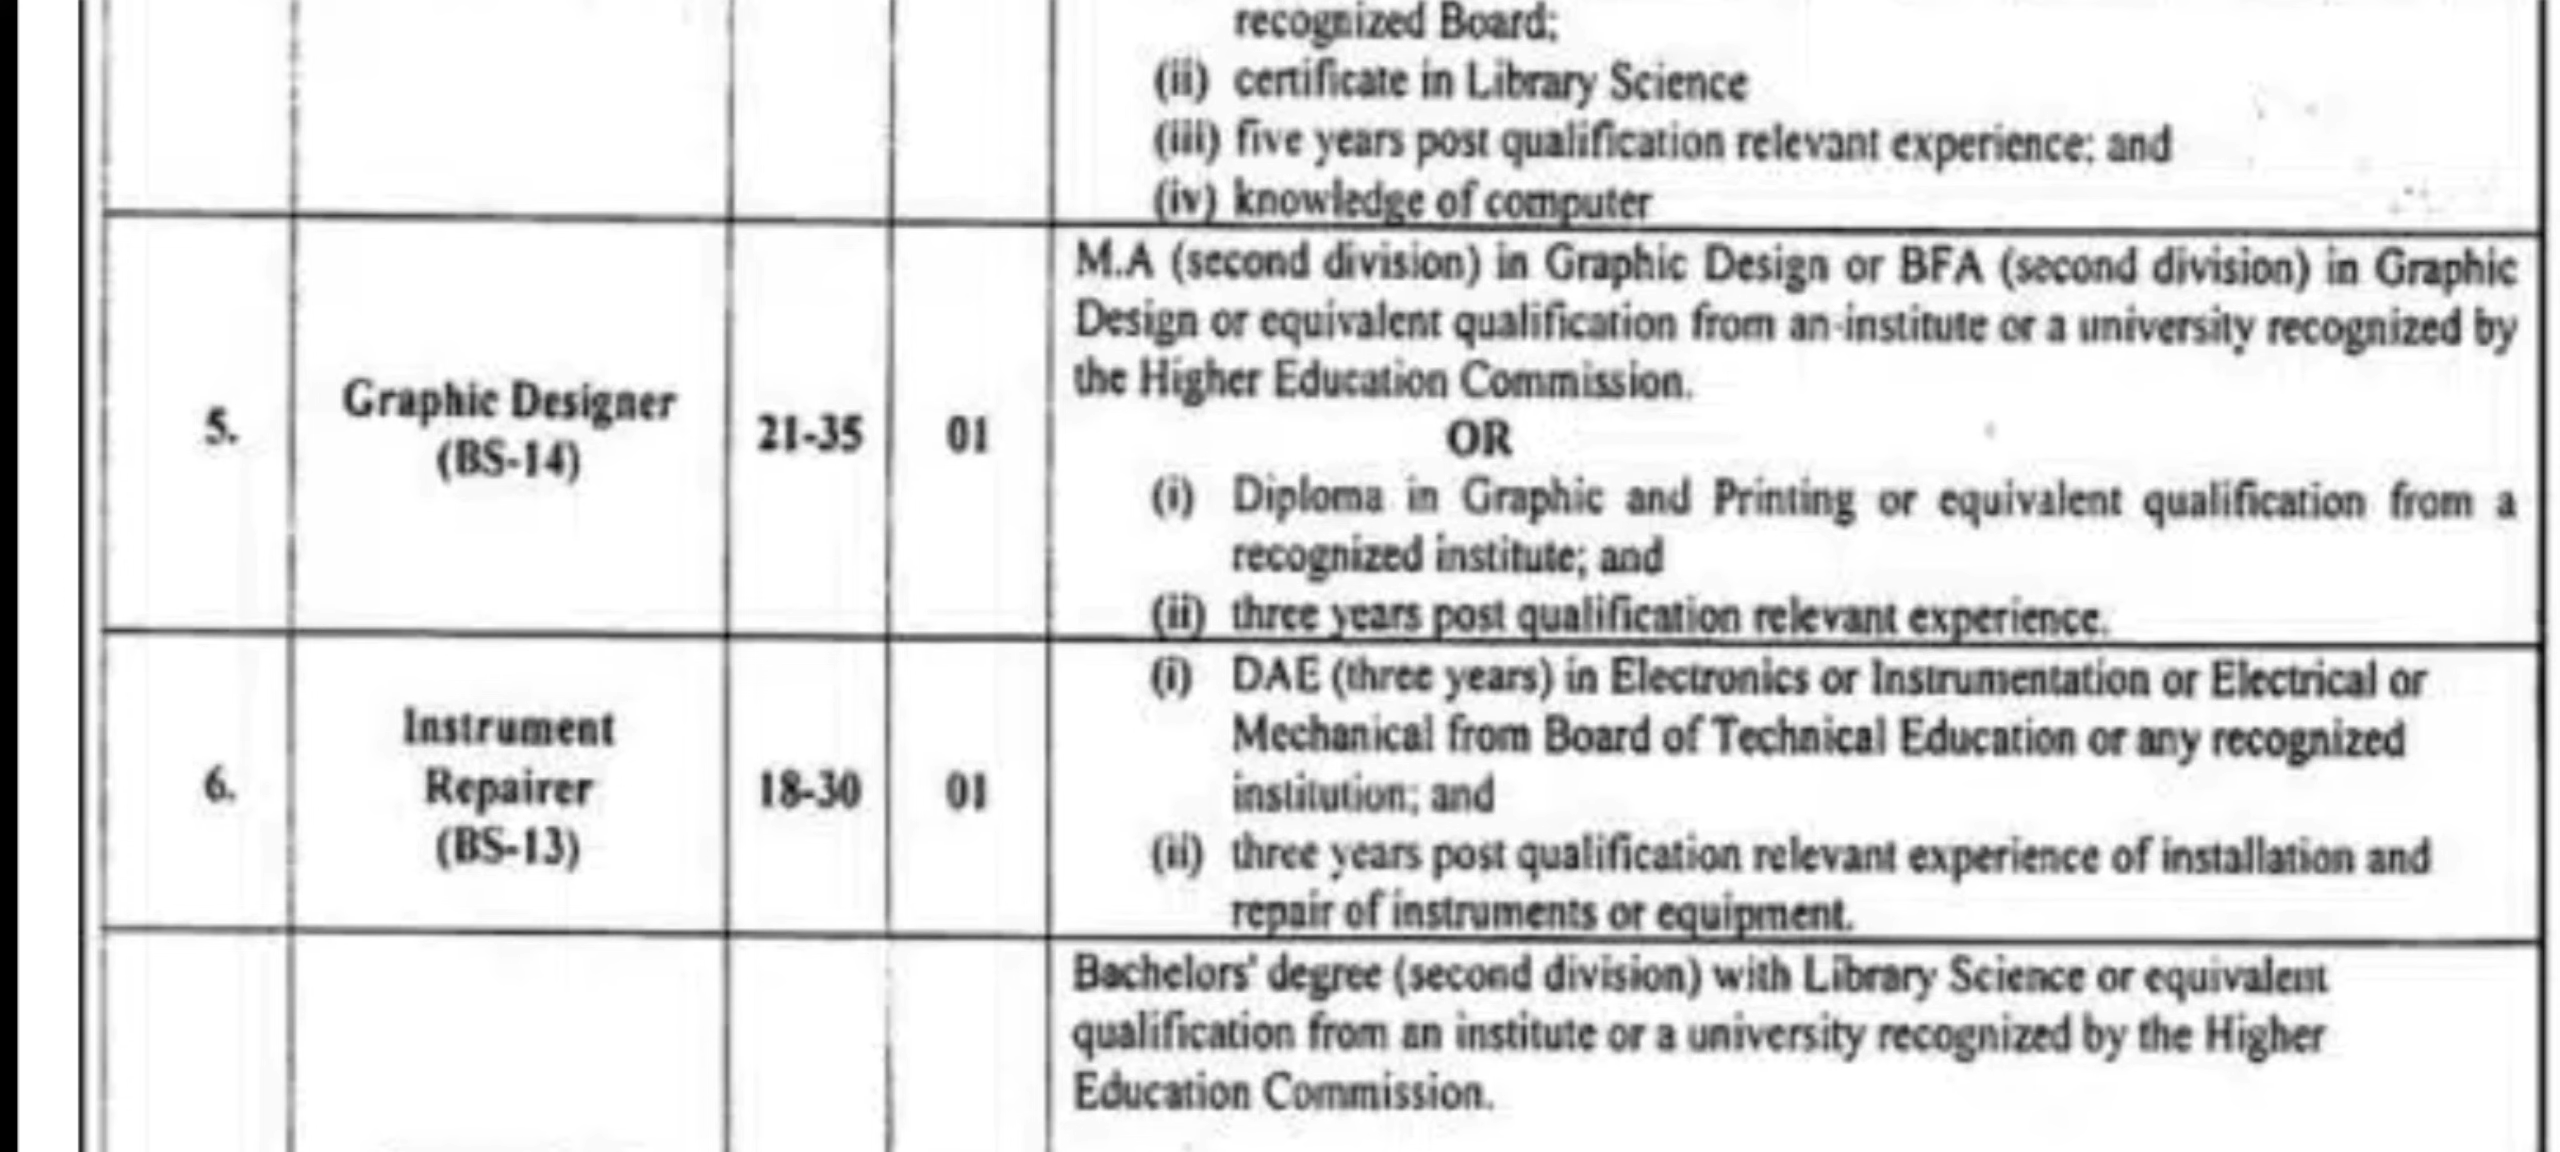 recognized Board;
(ii) certificate in Library Science
(iii) five years post qualification relevant experience; and
(iv) knowledge of computer
5.
Graphic Designer
(BS-14)
21-35
01
M.A (second division) in Graphic Design or BFA (second division) in Graphic
Design or equivalent qualification from an institute or a university recognized by
the Higher Education Commission.
OR
(i) Diploma in Graphic and Printing or equivalent qualification from a
recognized institute; and
(ii) three years post qualification relevant experience.
6.
Instrument
Repairer
(BS-13)
18-30
01
(i) DAE (three years) in Electronics or Instrumentation or Electrical or
Mechanical from Board of Technical Education or any recognized
institution; and
(ii) three years post qualification relevant experience of installation and
repair of instruments or equipment.
Bachelors' degree (second division) with Library Science or equivalent
qualification from an institute or a university recognized by the Higher
Education Commission.